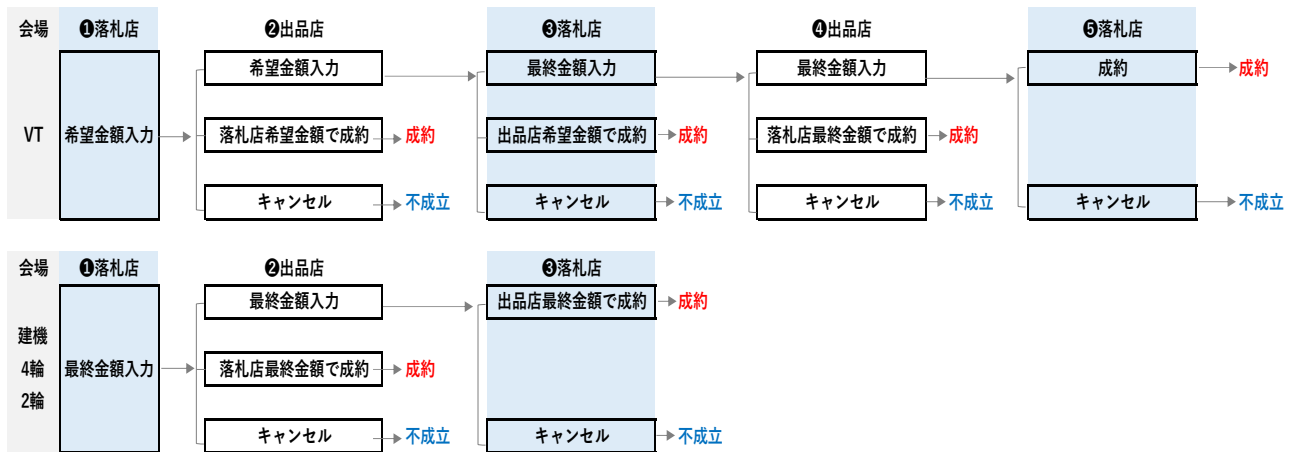 会場 ❶落札店 ❷出品店 ❸落札店 ❹出品店 ❺落札店
希望金額入力 最終金額入力 最終金額入力 成約 成約
VT 希望金額入力 落札店希望金額で成約 成約 出品店希望金額で成約 成約 落札店最終金額で成約 成約
キャンセル 不成立 キャンセル 不成立 キャンセル 不成立 キャンセル 不成立
会場 ❶落札店 ❷出品店 ❸落札店
最終金額入力 出品店最終金額で成約 成約
建機
4輪 最終金額入力 落札店最終金額で成約 成約
2輪
キャンセル 不成立 キャンセル 不成立